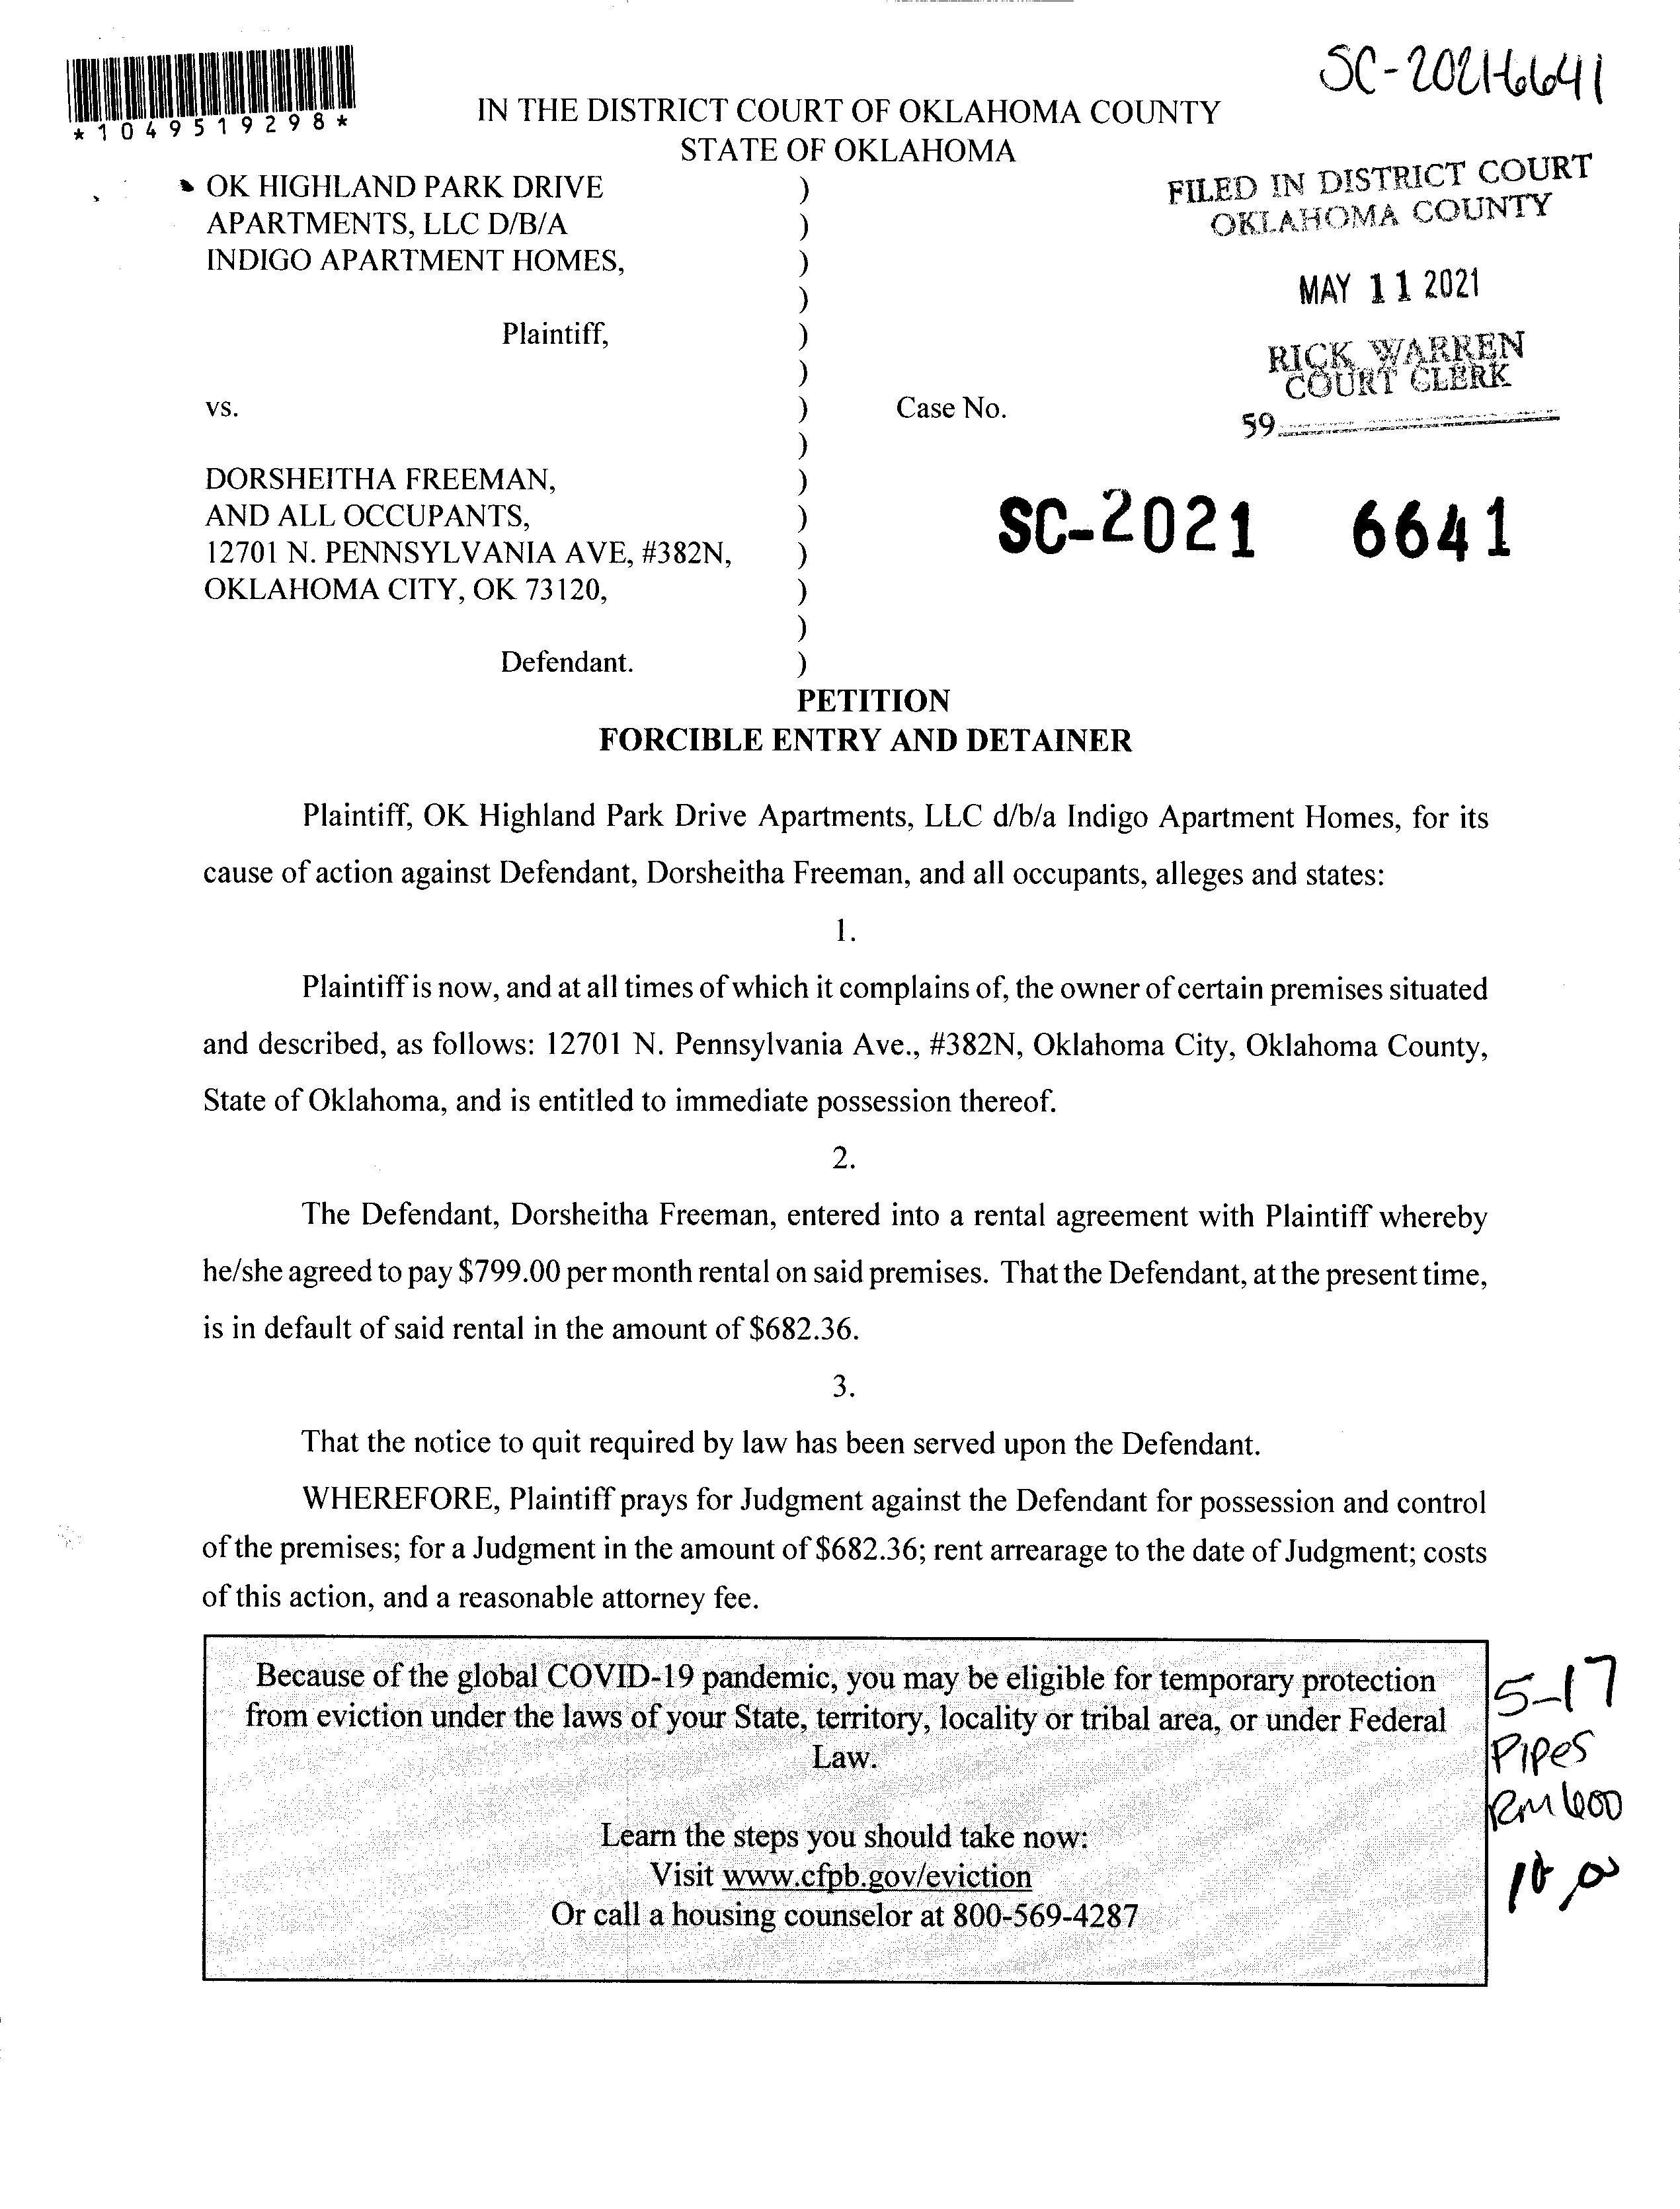 SC-2021-6641
*1049519298*
IN THE DISTRICT COURT OF OKLAHOMA COUNTY
STATE OF OKLAHOMA
OK HIGHLAND PARK DRIVE )
APARTMENTS, LLC D/B/A )
INDIGO APARTMENT HOMES, )
)
Plaintiff, )
)
vs. ) Case No.
)
DORSHEITHA FREEMAN, )
AND ALL OCCUPANTS, )
12701 N. PENNSYLVANIA AVE, #382N, )
OKLAHOMA CITY, OK 73120, )
)
Defendant. )
FILED IN DISTRICT COURT
OKLAHOMA COUNTY
MAY 11 2021
RICK WARREN
COURT CLERK
59
SC-2021 6641
PETITION
FORCIBLE ENTRY AND DETAINER
Plaintiff, OK Highland Park Drive Apartments, LLC d/b/a Indigo Apartment Homes, for its
cause of action against Defendant, Dorsheitha Freeman, and all occupants, alleges and states:
1.
Plaintiff is now, and at all times of which it complains of, the owner of certain premises situated
and described, as follows: 12701 N. Pennsylvania Ave., #382N, Oklahoma City, Oklahoma County,
State of Oklahoma, and is entitled to immediate possession thereof.
2.
The Defendant, Dorsheitha Freeman, entered into a rental agreement with Plaintiff whereby
he/she agreed to pay $799.00 per month rental on said premises. That the Defendant, at the present time,
is in default of said rental in the amount of $682.36.
3.
That the notice to quit required by law has been served upon the Defendant.
WHEREFORE, Plaintiff prays for Judgment against the Defendant for possession and control
of the premises; for a Judgment in the amount of $682.36; rent arrearage to the date of Judgment; costs
of this action, and a reasonable attorney fee.
Because of the global COVID-19 pandemic, you may be eligible for temporary protection
from eviction under the laws of your State, territory, locality or tribal area, or under Federal
Law.
Learn the steps you should take now:
Visit www.cfpb.gov/eviction
Or call a housing counselor at 800-569-4287
5-17
Pipes
Rm 600